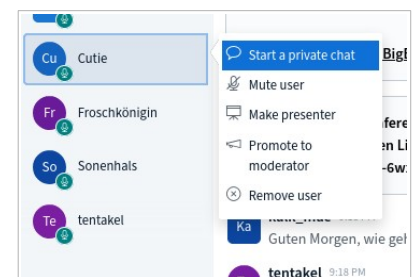 Cu Cutie
Fr Froschkönigin
So Sonenhals
Te tentakel
Start a private chat
Mute user
Make presenter
Promote to
moderator
Remove user
Ka
Guten Morgen, wie geh
tentakel 9:18 PM